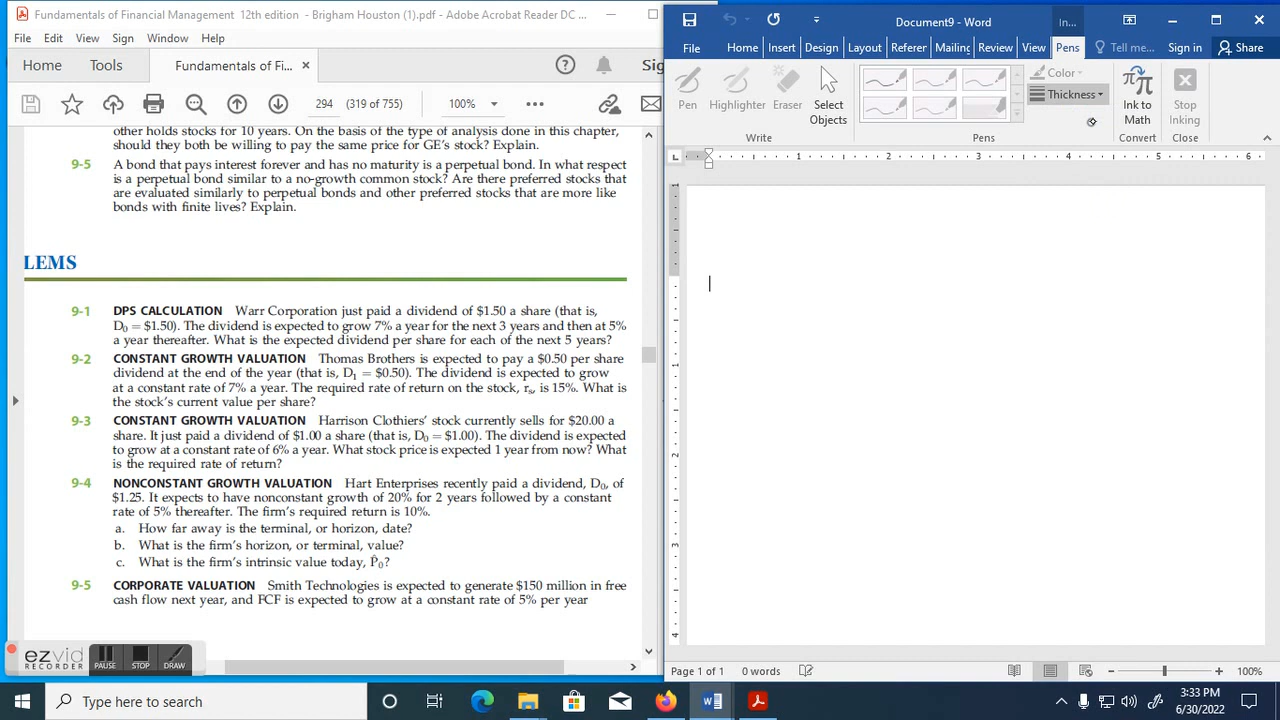 Fundamentals of Financial Management 12th edition - Brigham Houston (1).pdf - Adobe Acrobat Reader DC ...
File Edit View Sign Window Help
Home Tools Fundamentals of Fi... × Sig
294 (319 of 755) 100%
other holds stocks for 10 years. On the basis of the type of analysis done in this chapter,
should they both be willing to pay the same price for GE's stock? Explain.
9-5 A bond that pays interest forever and has no maturity is a perpetual bond. In what respect
is a perpetual bond similar to a no-growth common stock? Are there preferred stocks that
are evaluated similarly to perpetual bonds and other preferred stocks that are more like
bonds with finite lives? Explain.
LEMS
9-1 DPS CALCULATION Warr Corporation just paid a dividend of $1.50 a share (that is,
D₀ = $1.50). The dividend is expected to grow 7% a year for the next 3 years and then at 5%
a year thereafter. What is the expected dividend per share for each of the next 5 years?
9-2 CONSTANT GROWTH VALUATION Thomas Brothers is expected to pay a $0.50 per share
dividend at the end of the year (that is, D₁ = $0.50). The dividend is expected to grow
at a constant rate of 7% a year. The required rate of return on the stock, rₛ, is 15%. What is
the stock's current value per share?
9-3 CONSTANT GROWTH VALUATION Harrison Clothiers' stock currently sells for $20.00 a
share. It just paid a dividend of $1.00 a share (that is, D₀ = $1.00). The dividend is expected
to grow at a constant rate of 6% a year. What stock price is expected 1 year from now? What
is the required rate of return?
9-4 NONCONSTANT GROWTH VALUATION Hart Enterprises recently paid a dividend, D₀, of
$1.25. It expects to have nonconstant growth of 20% for 2 years followed by a constant
rate of 5% thereafter. The firm's required return is 10%.
a. How far away is the terminal, or horizon, date?
b. What is the firm's horizon, or terminal, value?
c. What is the firm's intrinsic value today, P̂₀?
9-5 CORPORATE VALUATION Smith Technologies is expected to generate $150 million in free
cash flow next year, and FCF is expected to grow at a constant rate of 5% per year
ezvid
RECORDER
PAUSE STOP DRAW
Document9 - Word In...
File Home Insert Design Layout Referer Mailing Review View Pens Tell me... Sign in Share
Pen Highlighter Eraser Select Objects
Color
Thickness
Ink to Math
Stop Inking
Write Pens Convert Close
L 1 2 3 4 5 6
1
1
2
3
4
Page 1 of 1 0 words 100%
Type here to search
3:33 PM
6/30/2022